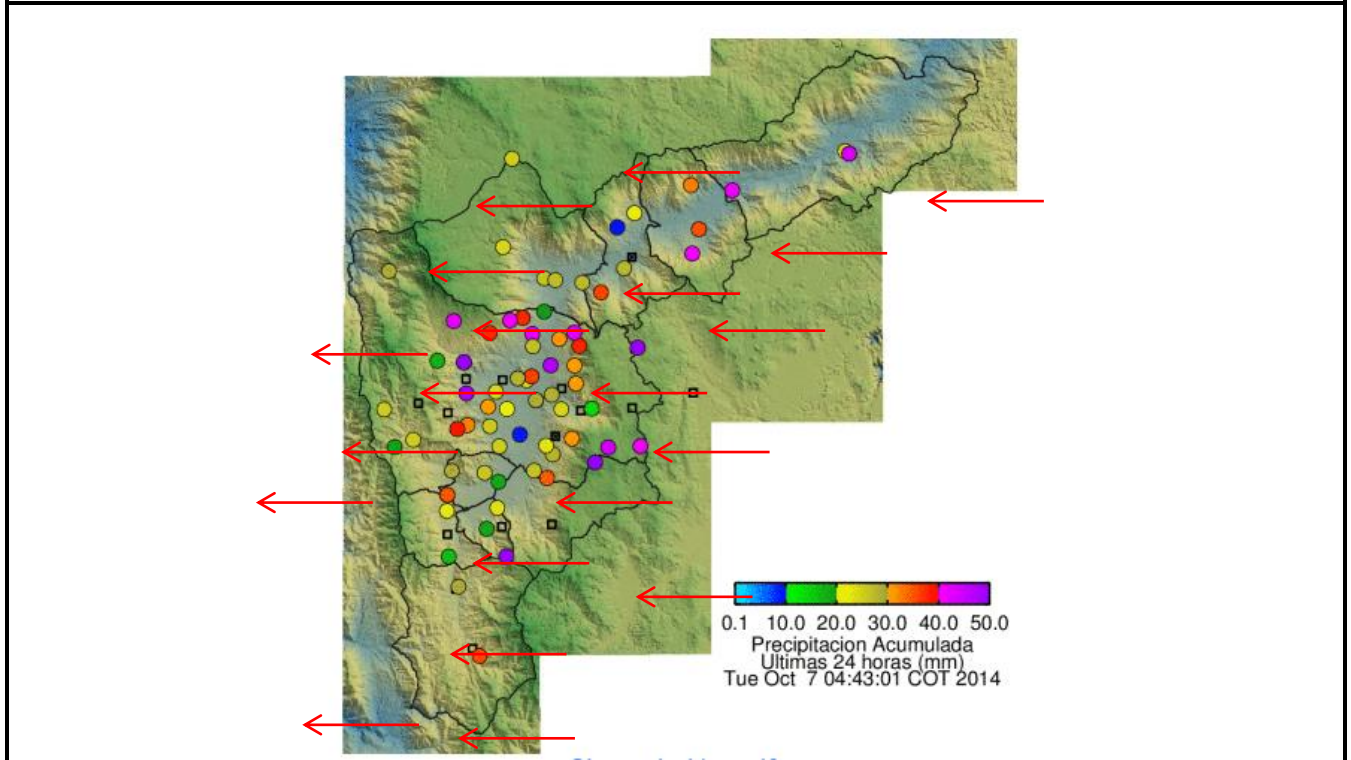 0.1 10.0 20.0 30.0 40.0 50.0
Precipitacion Acumulada
Ultimas 24 horas (mm)
Tue Oct 7 04:43:01 COT 2014